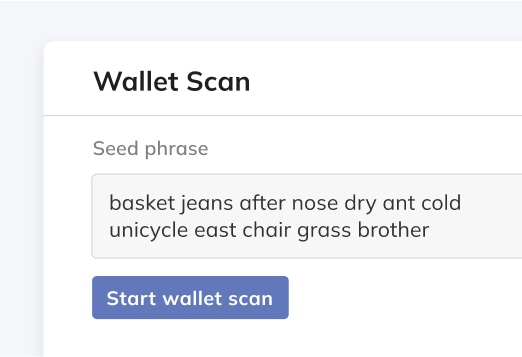 Wallet Scan
Seed phrase
basket jeans after nose dry ant cold
unicycle east chair grass brother
Start wallet scan